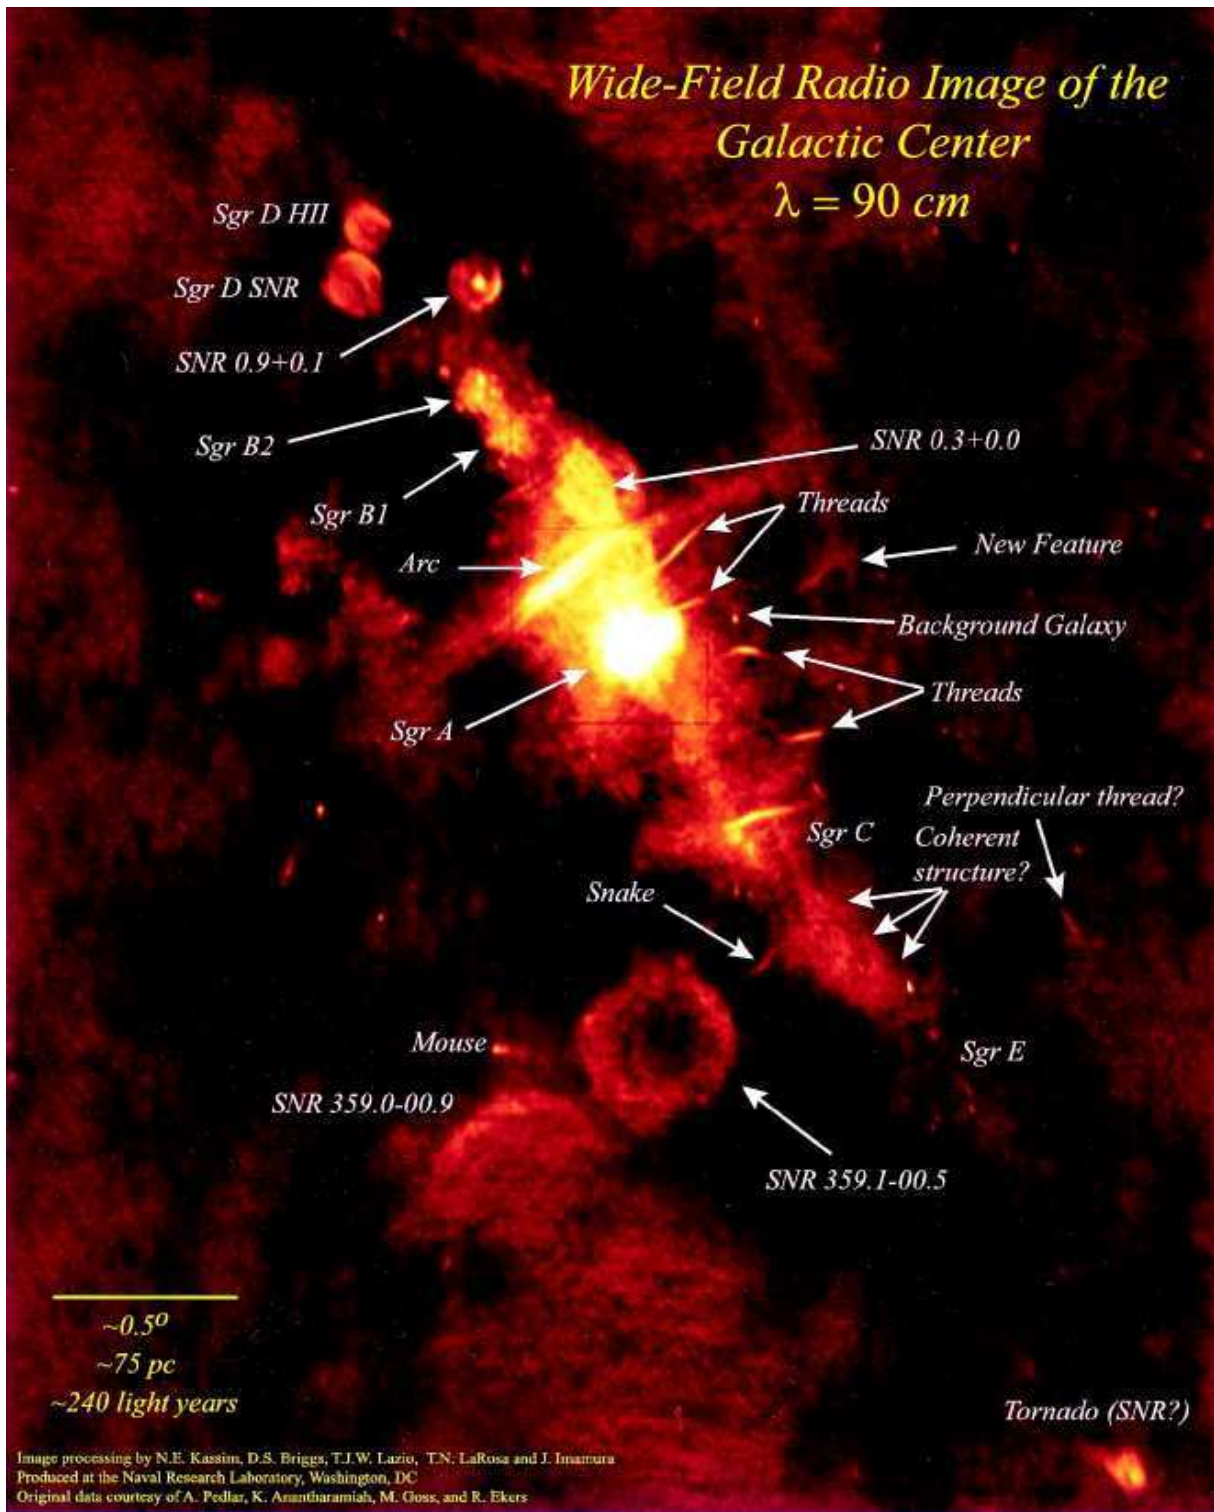 Wide-Field Radio Image of the
Galactic Center
λ = 90 cm
Sgr D HII
Sgr D SNR
SNR 0.9+0.1
Sgr B2
Sgr B1
SNR 0.3+0.0
Threads
New Feature
Arc
Background Galaxy
Threads
Sgr A
Perpendicular thread?
Sgr C
Coherent
structure?
Snake
Mouse
Sgr E
SNR 359.0-00.9
SNR 359.1-00.5
~0.5°
~75 pc
~240 light years
Tornado (SNR?)
Image processing by N.E. Kassim, D.S. Briggs, T.J.W. Lazio, T.N. LaRosa and J. Imamura
Produced at the Naval Research Laboratory, Washington, DC
Original data courtesy of A. Pedlar, K. Anantharamiah, M. Goss, and R. Ekers